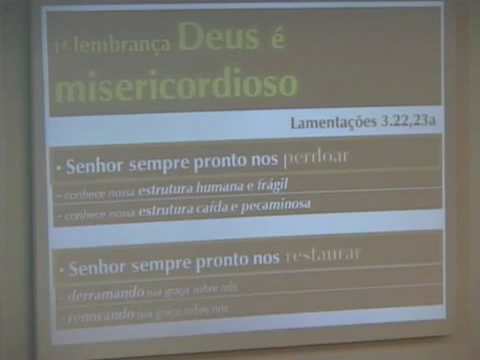 1ª lembrança Deus é
misericordioso
Lamentações 3.22,23a
• Senhor sempre pronto nos perdoar
- conhece nossa estrutura humana e frágil
- conhece nossa estrutura caída e pecaminosa
• Senhor sempre pronto nos restaurar
- derramando sua graça sobre nós
- renovando sua graça sobre nós